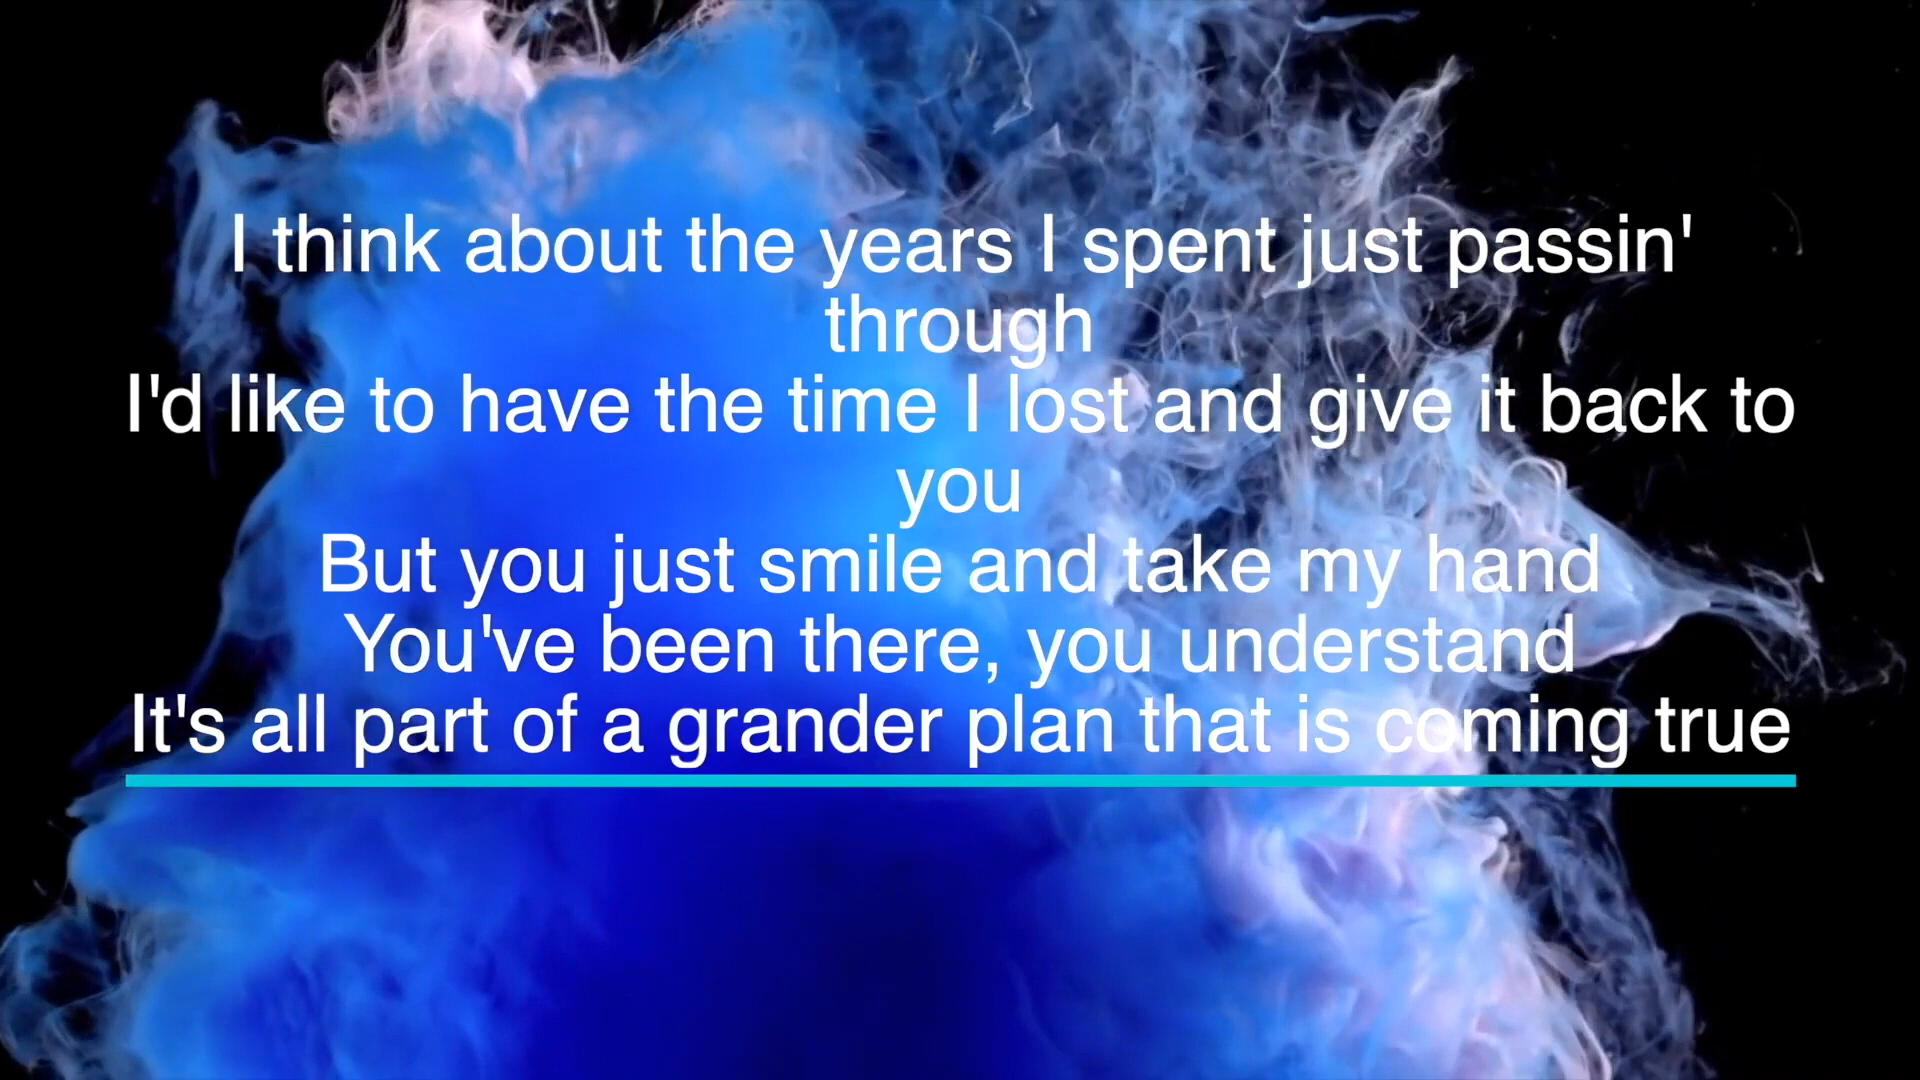 I think about the years I spent just passin'
through
I'd like to have the time I lost and give it back to
you
But you just smile and take my hand
You've been there, you understand
It's all part of a grander plan that is coming true